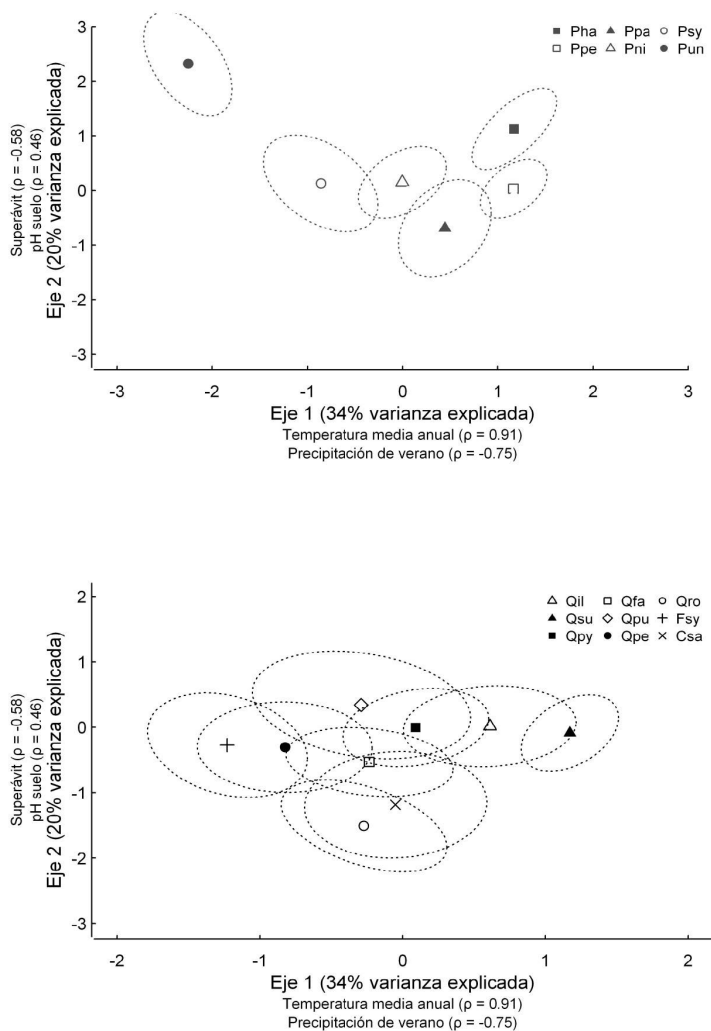 3
2
1
0
-1
-2
-3
Pha Ppa Psy
Ppe Pni Pun
Superávit (ρ = -0.58)
pH suelo (ρ = 0.46)
Eje 2 (20% varianza explicada)
-3 -2 -1 0 1 2 3
Eje 1 (34% varianza explicada)
Temperatura media anual (ρ = 0.91)
Precipitación de verano (ρ = -0.75)
2
1
0
-1
-2
-3
Qil Qfa Qro
Qsu Qpu Fsy
Qpy Qpe Csa
Superávit (ρ = -0.58)
pH suelo (ρ = 0.46)
Eje 2 (20% varianza explicada)
-2 -1 0 1 2
Eje 1 (34% varianza explicada)
Temperatura media anual (ρ = 0.91)
Precipitación de verano (ρ = -0.75)